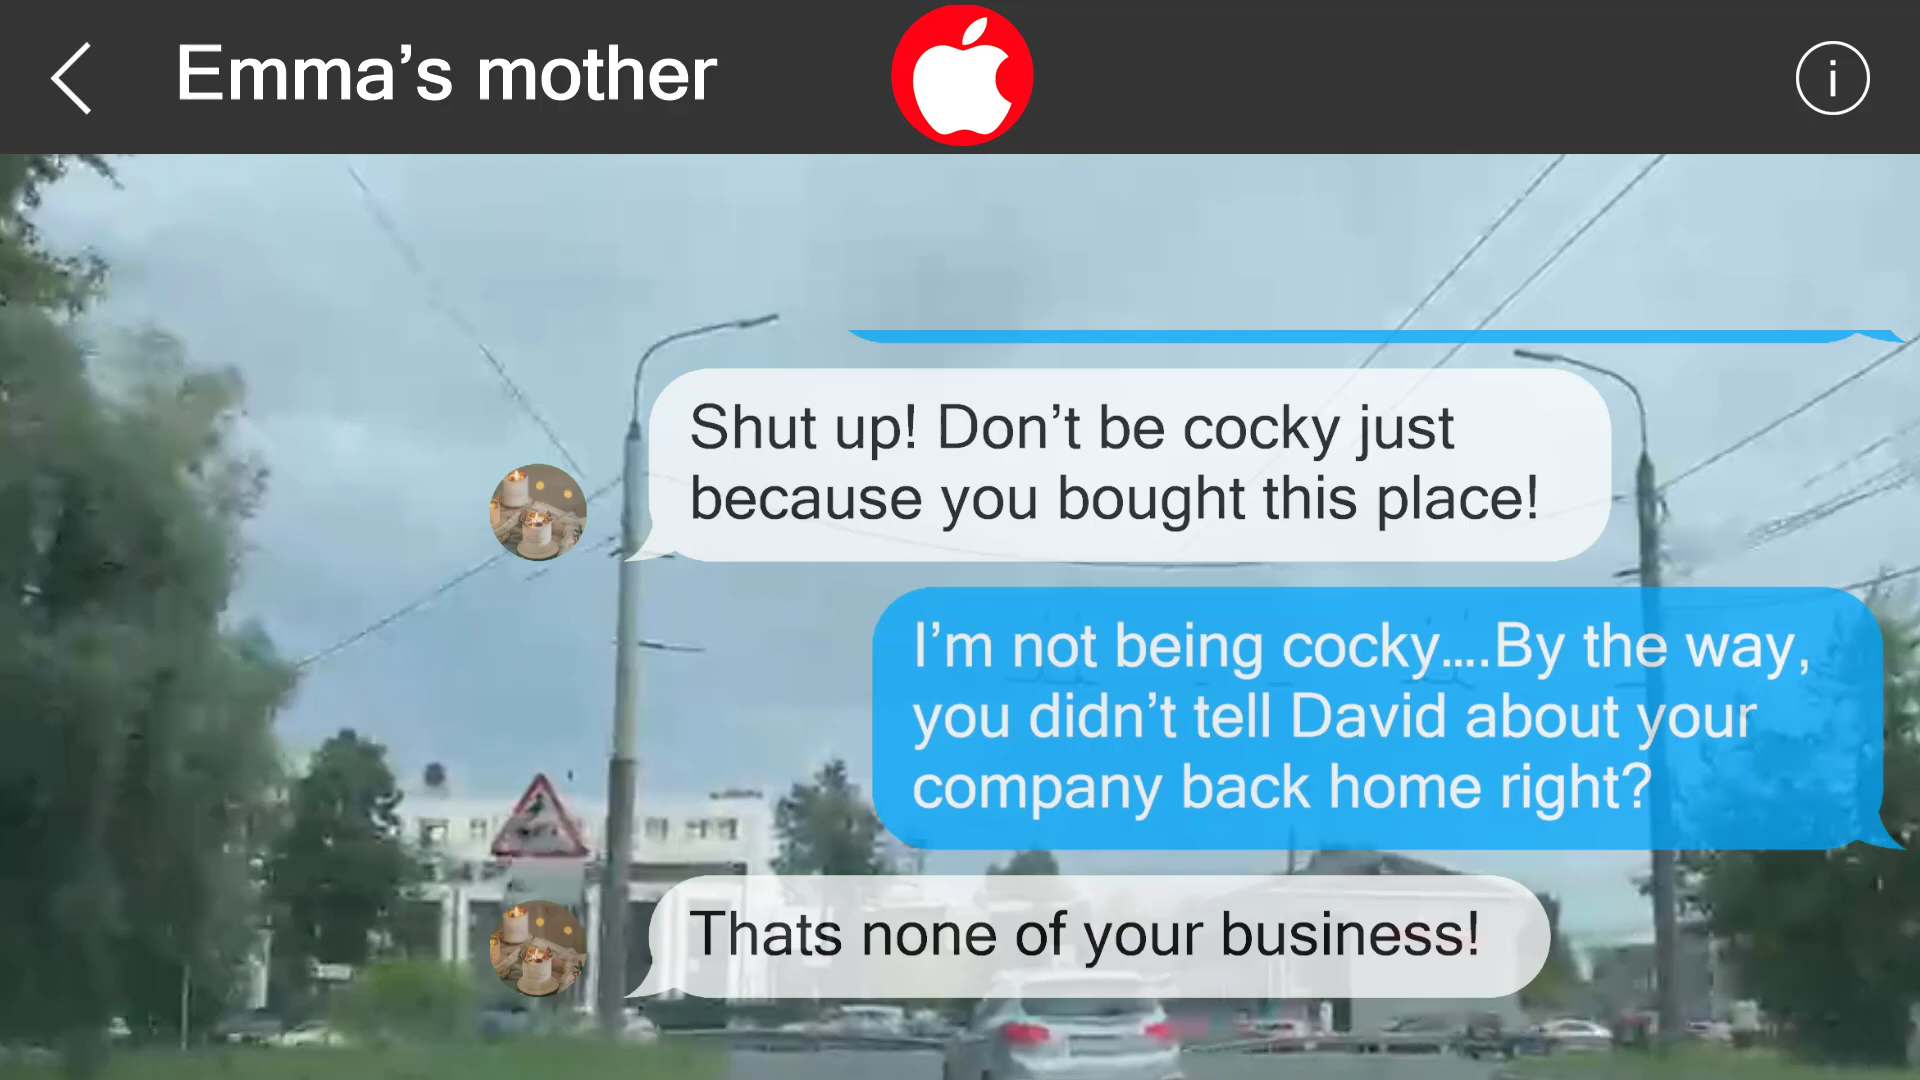 Emma’s mother
i
Shut up! Don’t be cocky just
because you bought this place!
I’m not being cocky....By the way,
you didn’t tell David about your
company back home right?
Thats none of your business!